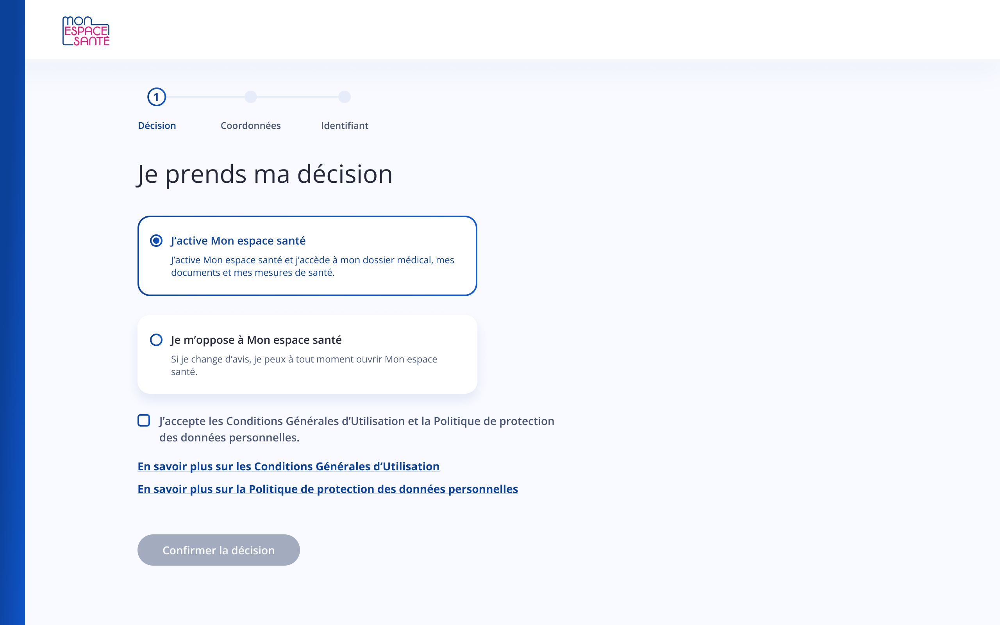 mon
ESPACE
SANTÉ
1
Décision
Coordonnées
Identifiant
Je prends ma décision
J’active Mon espace santé
J’active Mon espace santé et j’accède à mon dossier médical, mes
documents et mes mesures de santé.
Je m’oppose à Mon espace santé
Si je change d’avis, je peux à tout moment ouvrir Mon espace
santé.
J’accepte les Conditions Générales d’Utilisation et la Politique de protection
des données personnelles.
En savoir plus sur les Conditions Générales d’Utilisation
En savoir plus sur la Politique de protection des données personnelles
Confirmer la décision